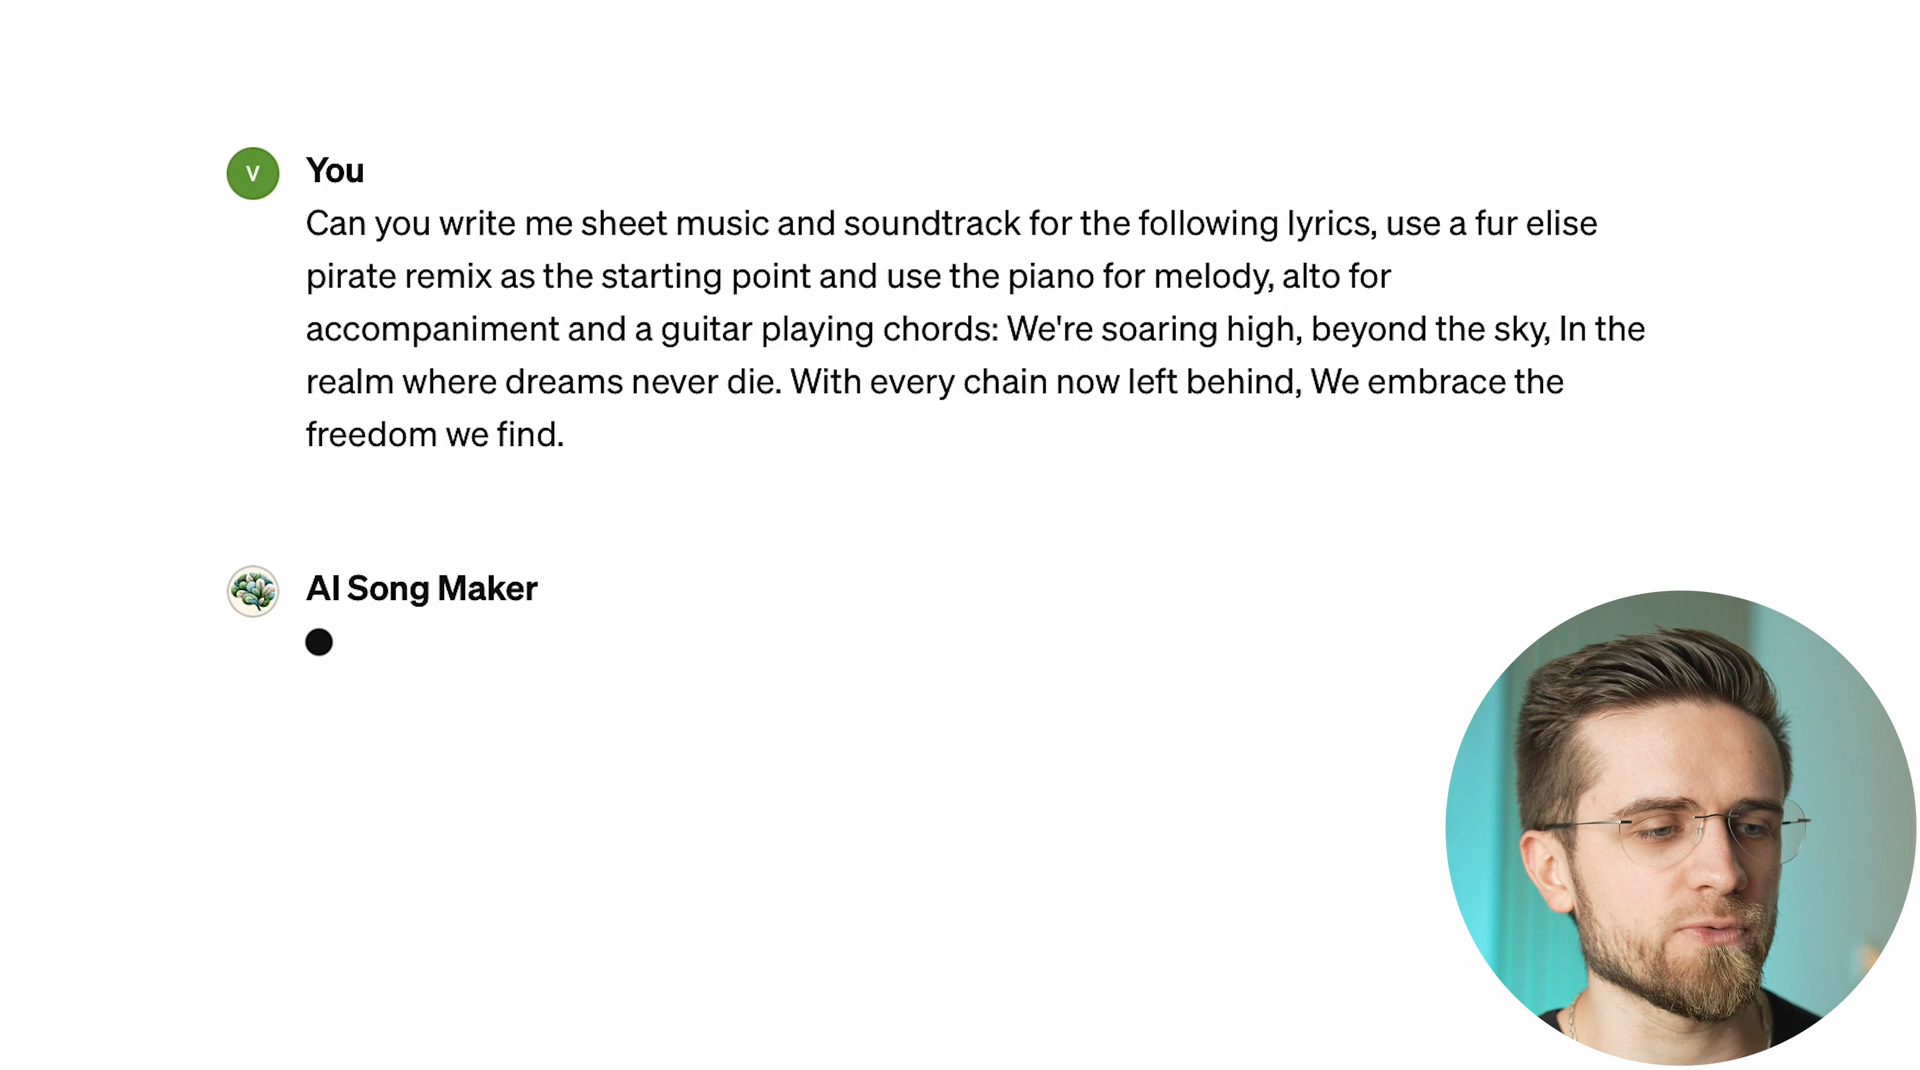 V
You
Can you write me sheet music and soundtrack for the following lyrics, use a fur elise
pirate remix as the starting point and use the piano for melody, alto for
accompaniment and a guitar playing chords: We're soaring high, beyond the sky, In the
realm where dreams never die. With every chain now left behind, We embrace the
freedom we find.
AI Song Maker